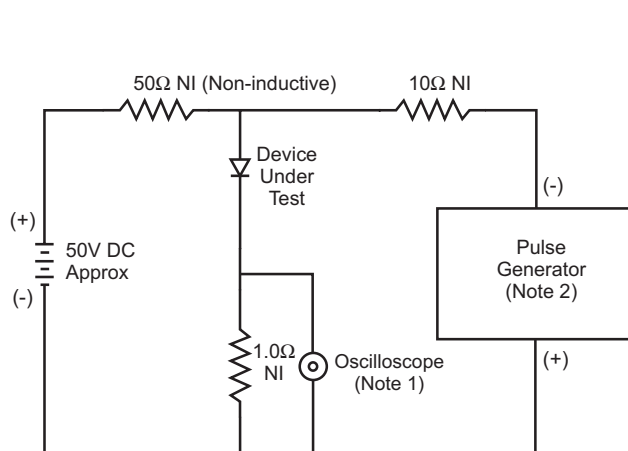 50Ω NI (Non-inductive)
10Ω NI
Device
Under
Test
(-)
(+)
50V DC
Approx
(-)
Pulse
Generator
(Note 2)
1.0Ω
NI
Oscilloscope
(Note 1)
(+)